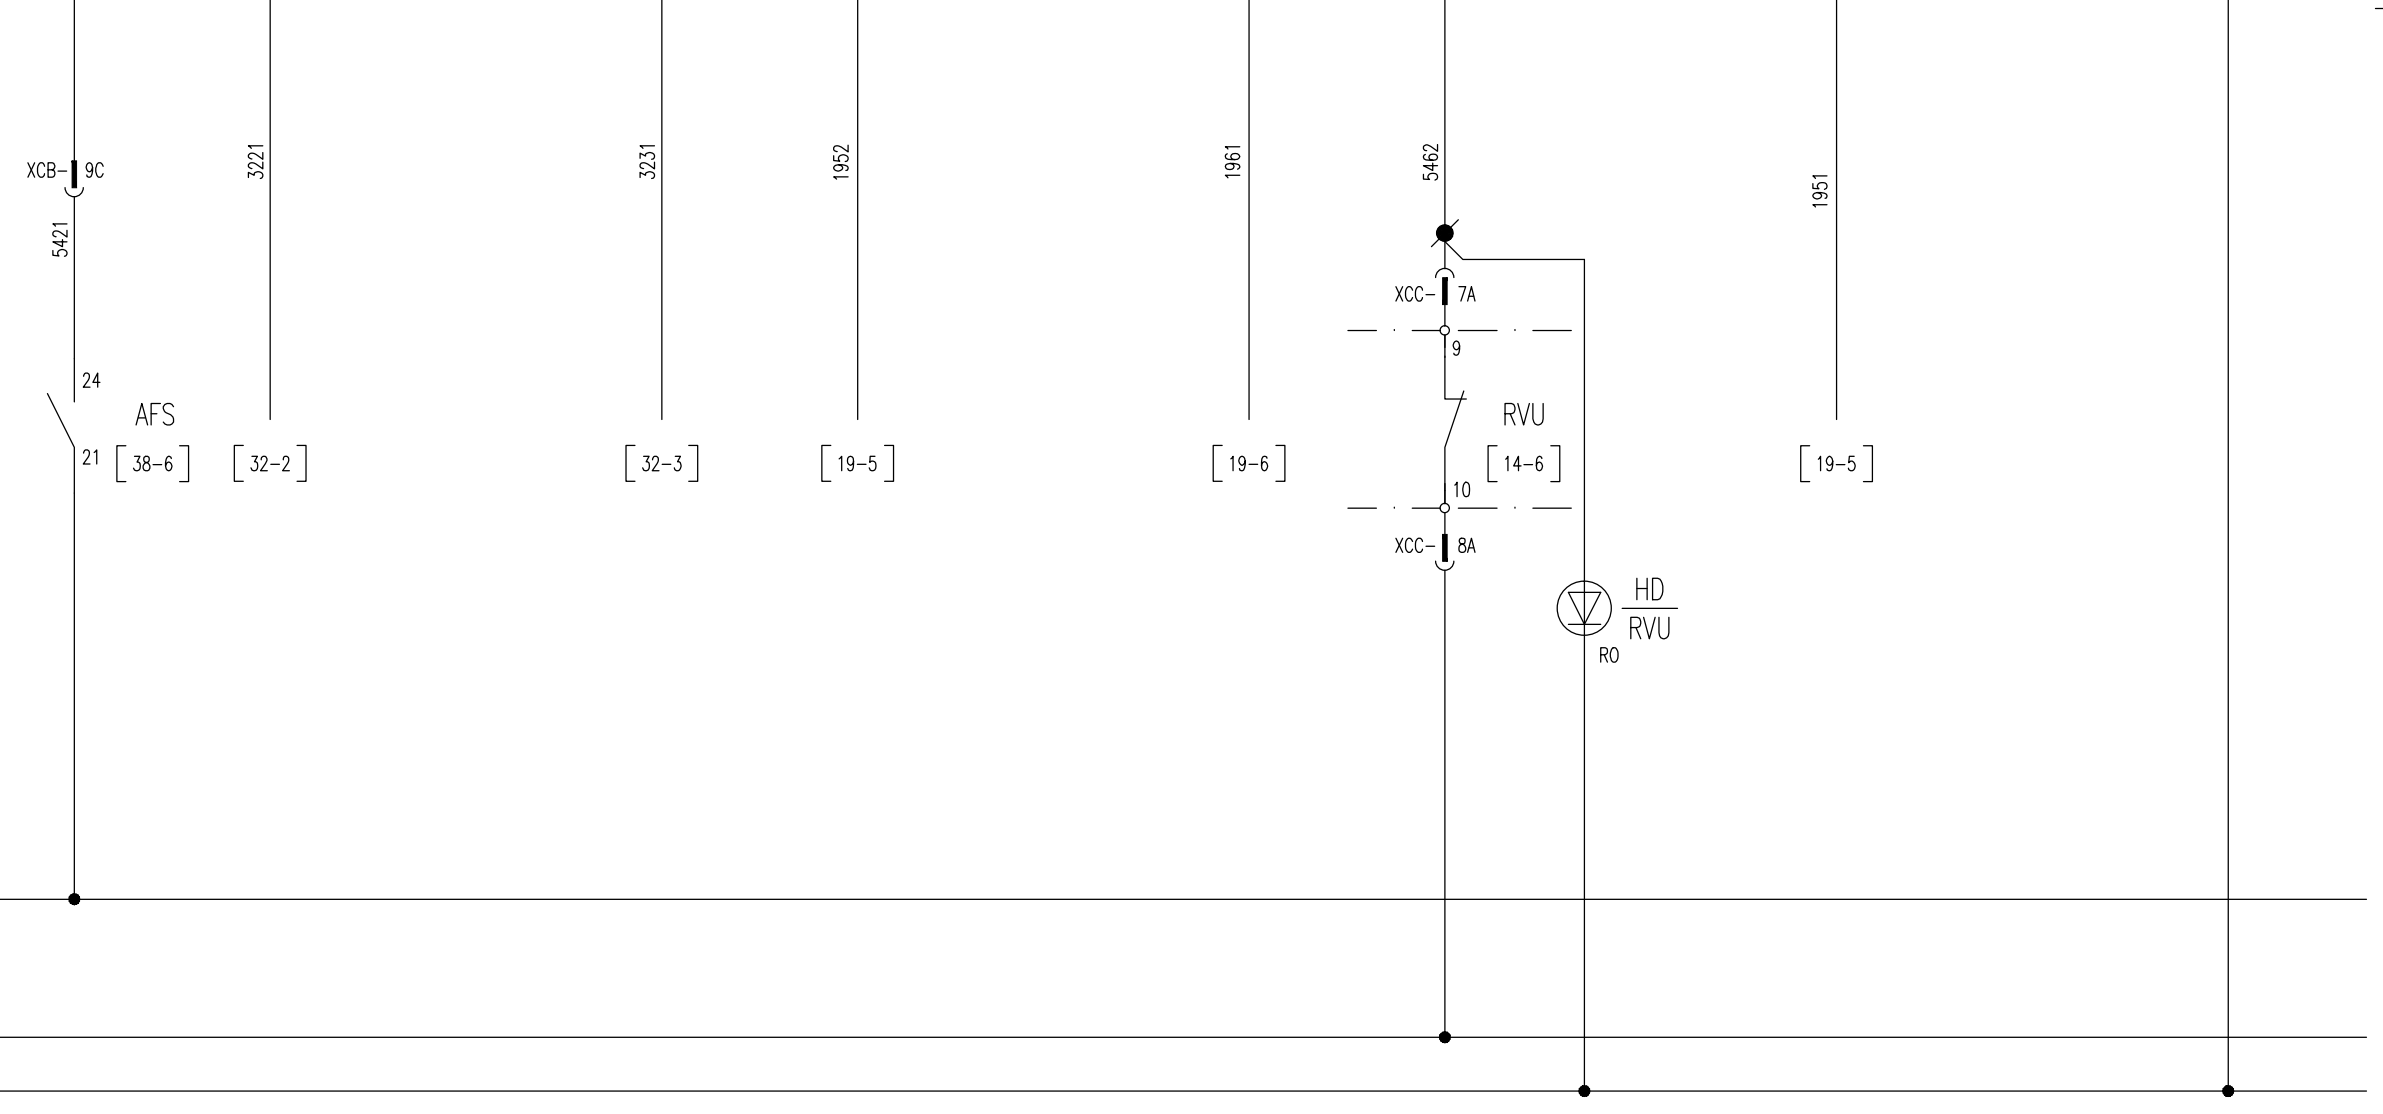 3221
3231
1952
1961
5462
XCB- 9C
1951
5421
XCC- 7A
9
24
AFS
RVU
21
[38-6]
[32-2]
[32-3]
[19-5]
[19-6]
[14-6]
[19-5]
10
XCC- 8A
HD
RVU
RO